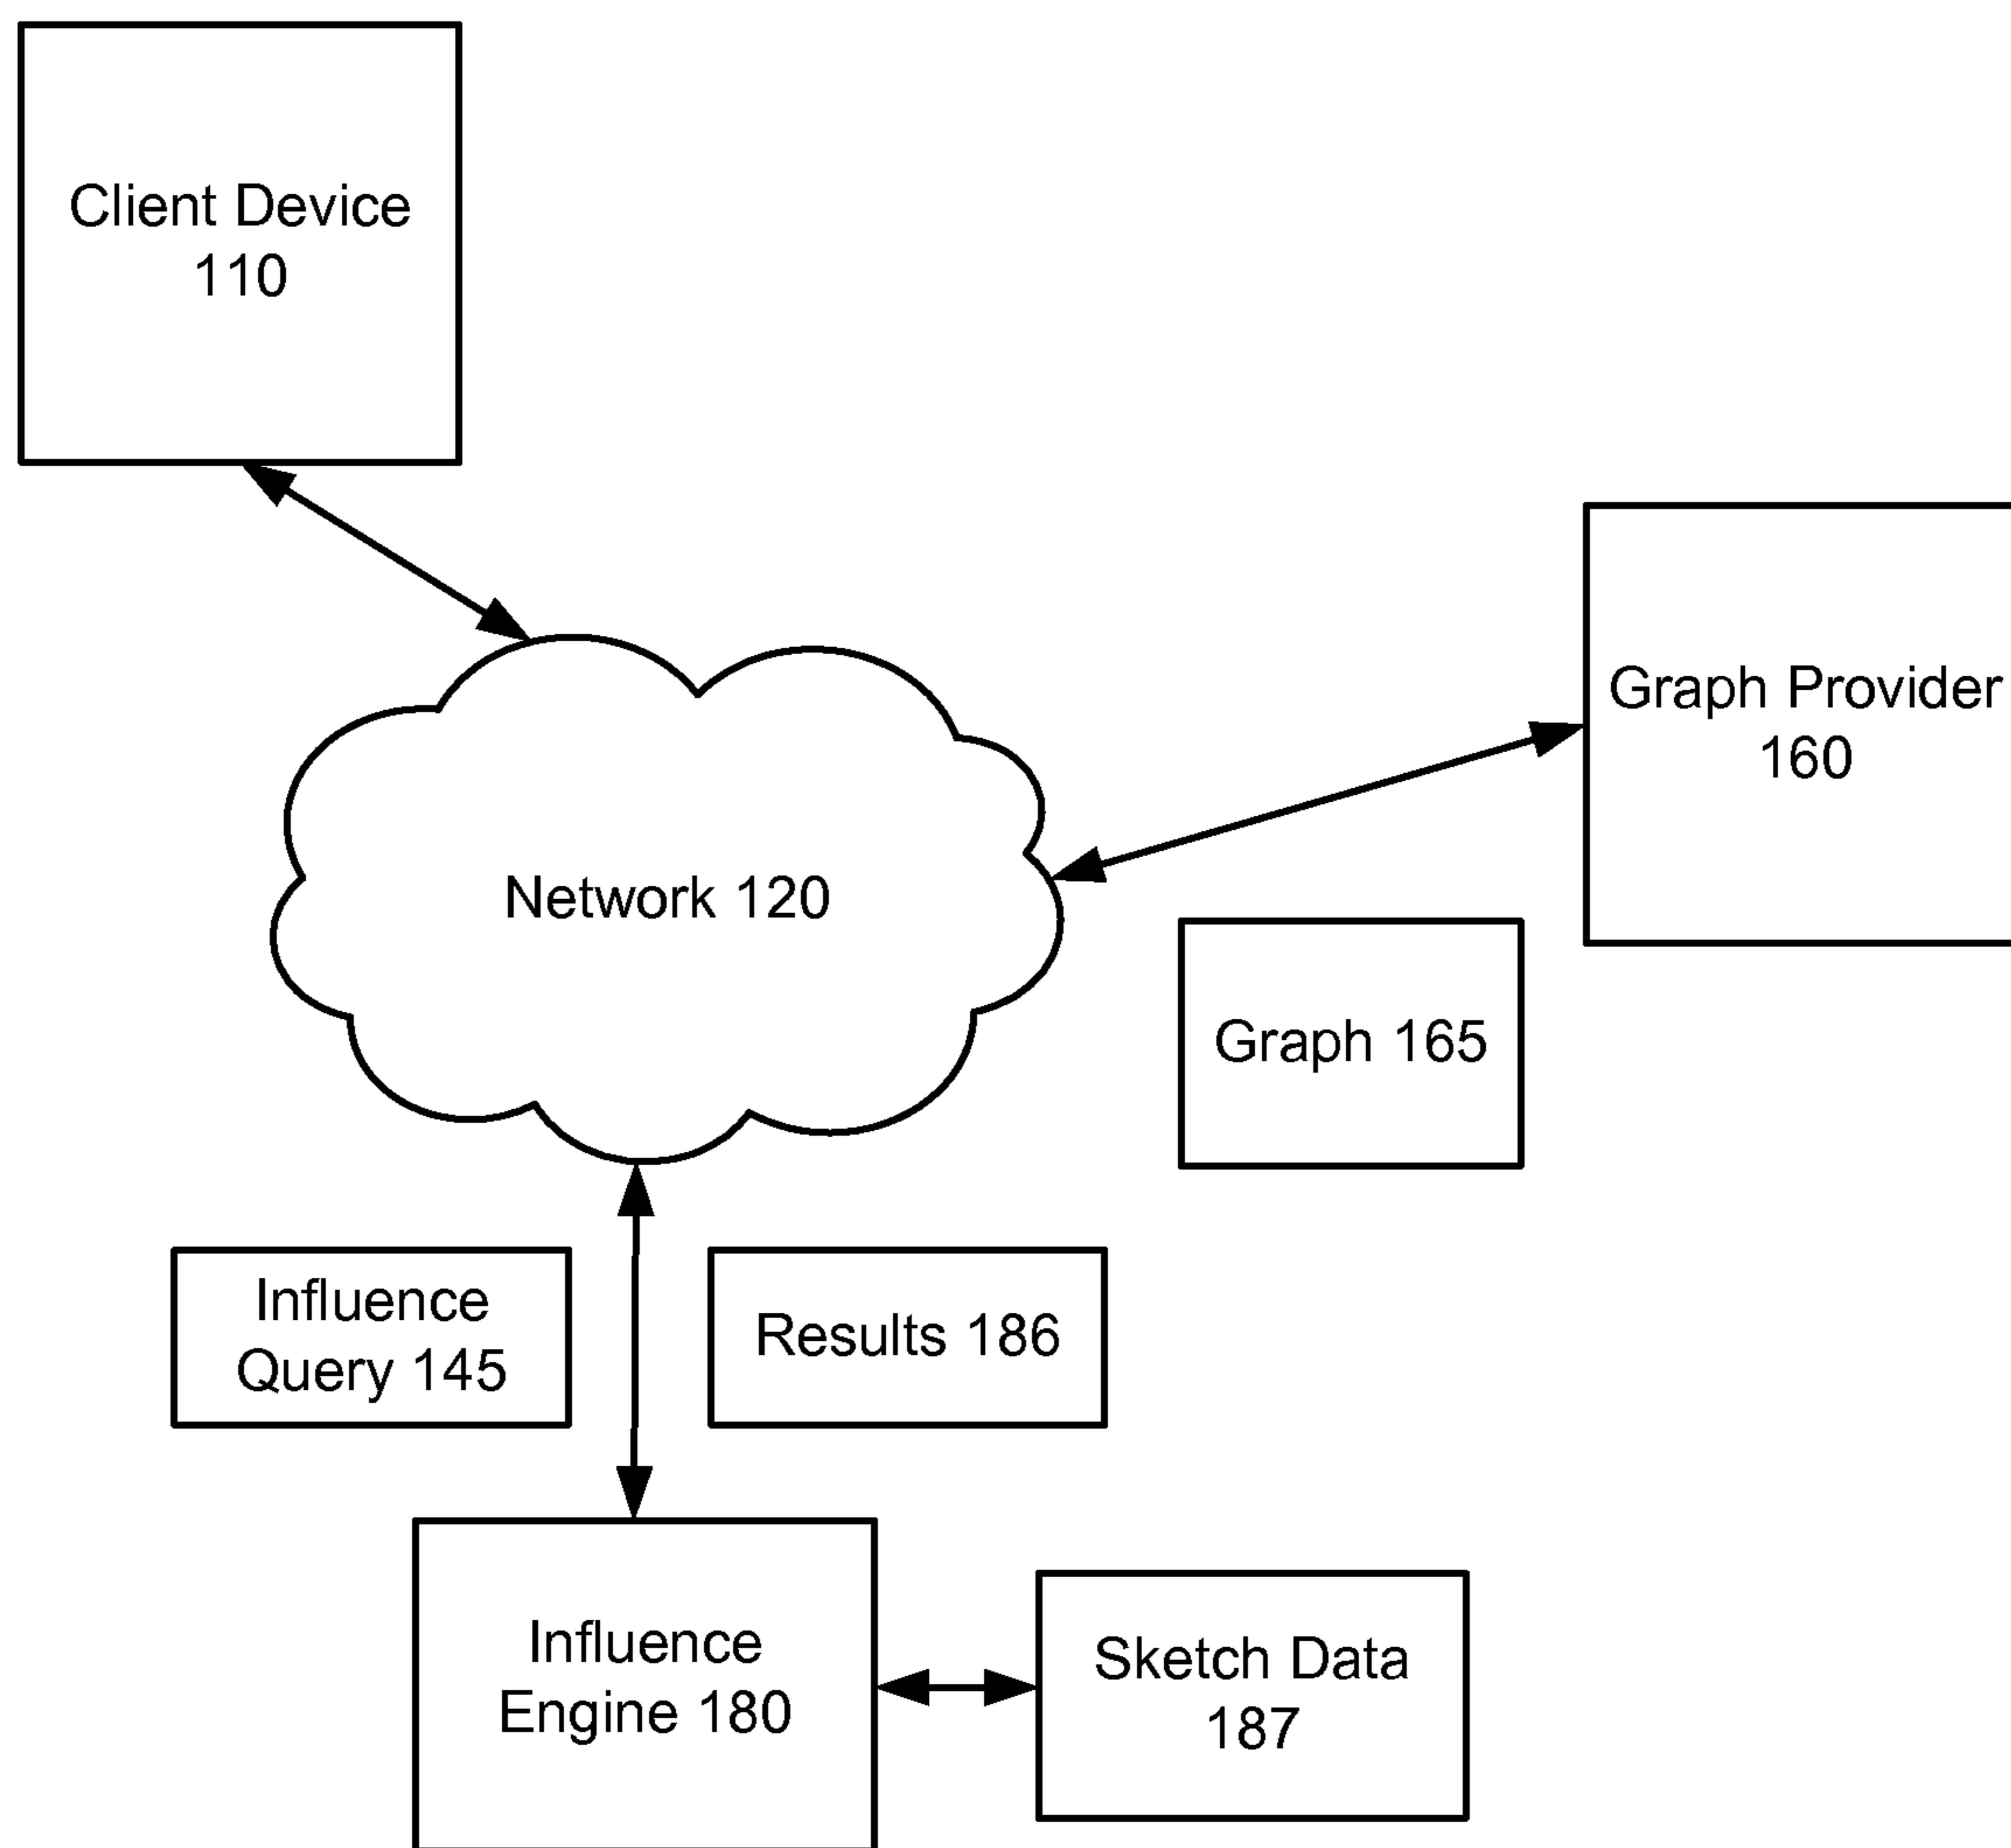 Client Device
110
Graph Provider
160
Network 120
Graph 165
Influence
Query 145
Results 186
Influence
Engine 180
Sketch Data
187